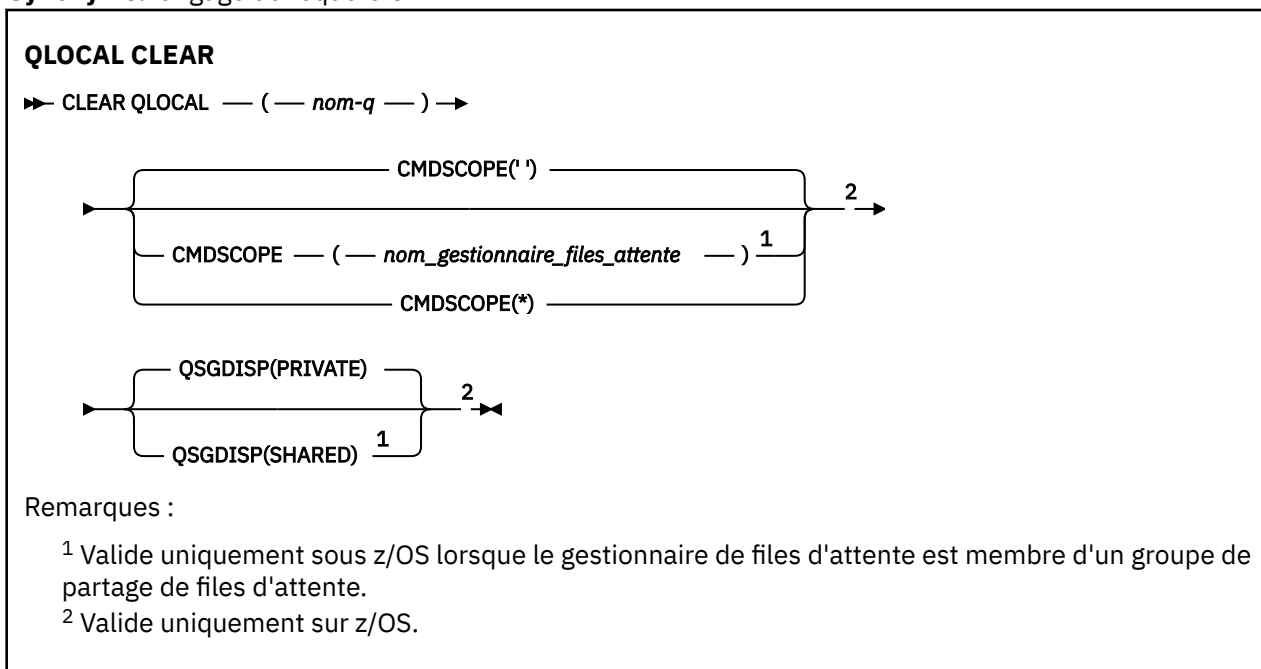 QLOCAL CLEAR
CLEAR QLOCAL ( nom-q )
CMDSCOPE(' ')
2
CMDSCOPE ( nom_gestionnaire_files_attente ) 1
CMDSCOPE(*)
QSGDISP(PRIVATE)
2
QSGDISP(SHARED) 1
Remarques :
1 Valide uniquement sous z/OS lorsque le gestionnaire de files d'attente est membre d'un groupe de
partage de files d'attente.
2 Valide uniquement sur z/OS.